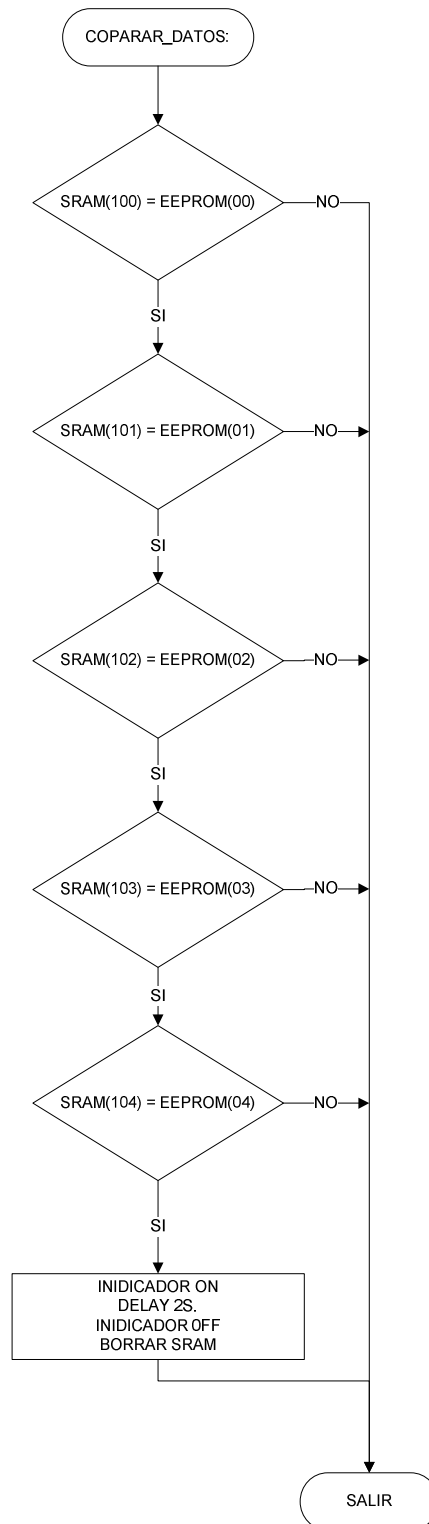 COPARAR_DATOS:
SRAM(100) = EEPROM(00)
NO
SI
SRAM(101) = EEPROM(01)
NO
SI
SRAM(102) = EEPROM(02)
NO
SI
SRAM(103) = EEPROM(03)
NO
SI
SRAM(104) = EEPROM(04)
NO
SI
INIDICADOR ON
DELAY 2S.
INIDICADOR 0FF
BORRAR SRAM
SALIR